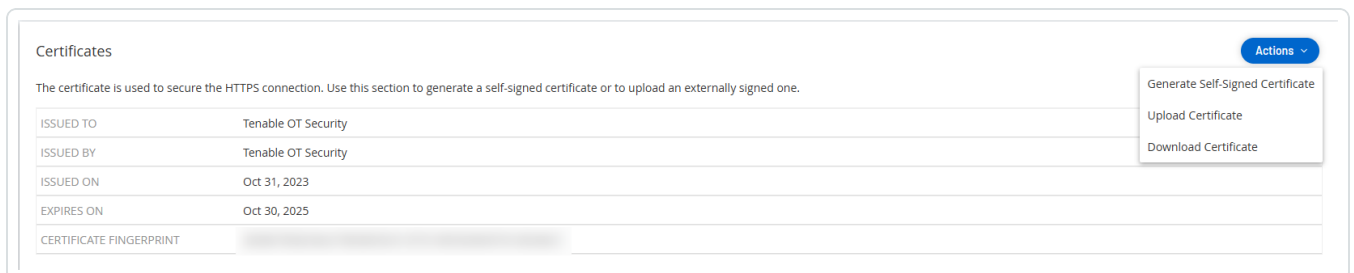 Certificates
Actions
The certificate is used to secure the HTTPS connection. Use this section to generate a self-signed certificate or to upload an externally signed one.
Generate Self-Signed Certificate
Upload Certificate
Download Certificate
ISSUED TO Tenable OT Security
ISSUED BY Tenable OT Security
ISSUED ON Oct 31, 2023
EXPIRES ON Oct 30, 2025
CERTIFICATE FINGERPRINT